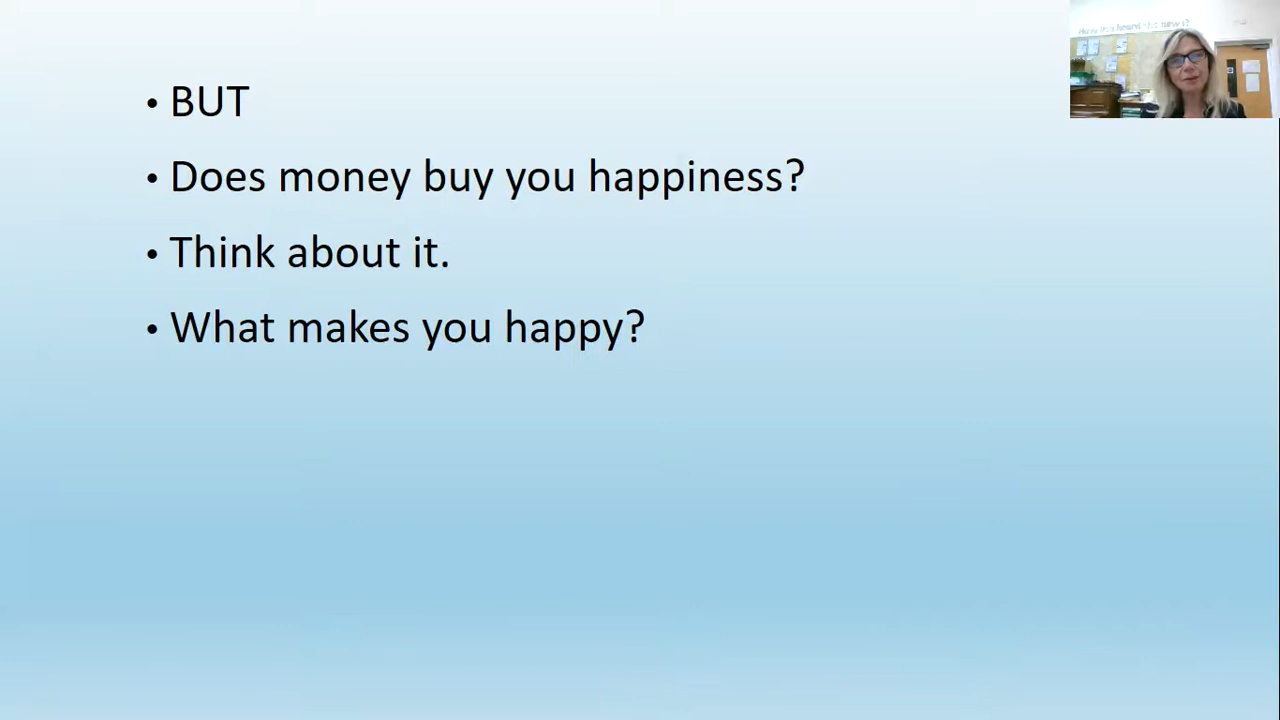 • BUT
• Does money buy you happiness?
• Think about it.
• What makes you happy?